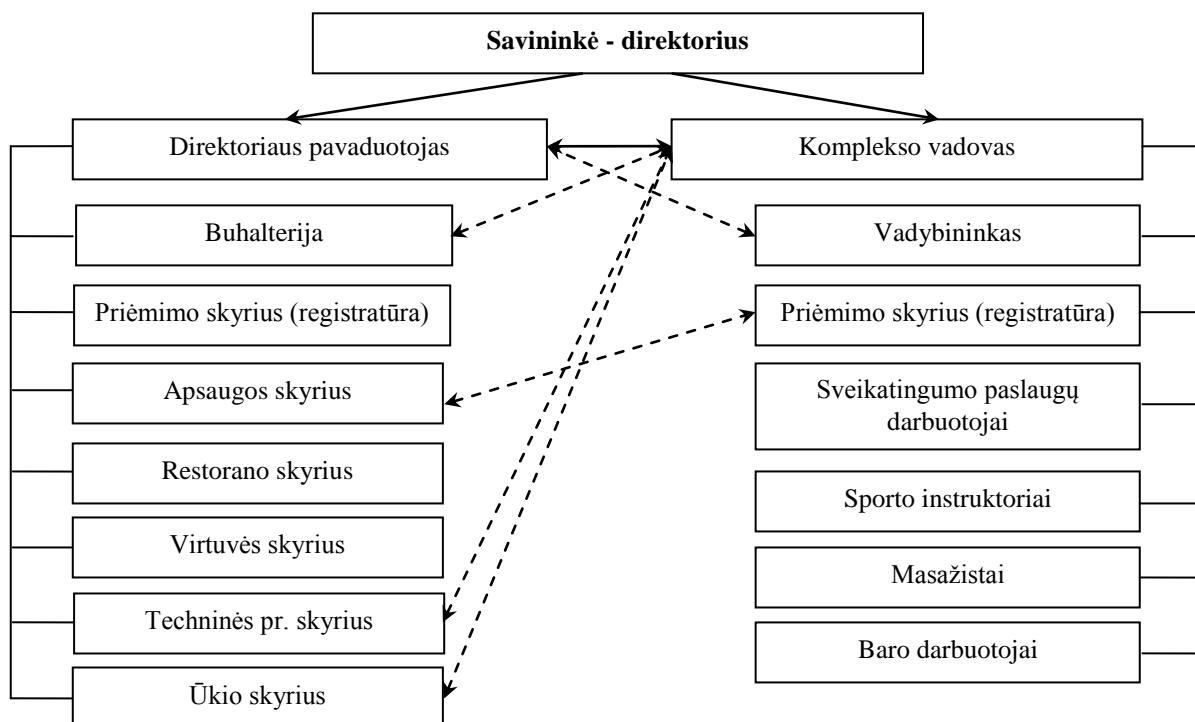 Savininkė - direktorius
Direktoriaus pavaduotojas
Komplekso vadovas
Buhalterija
Vadybininkas
Priėmimo skyrius (registratūra)
Priėmimo skyrius (registratūra)
Apsaugos skyrius
Sveikatingumo paslaugų
darbuotojai
Restorano skyrius
Sporto instruktoriai
Virtuvės skyrius
Masažistai
Techninės pr. skyrius
Baro darbuotojai
Ūkio skyrius